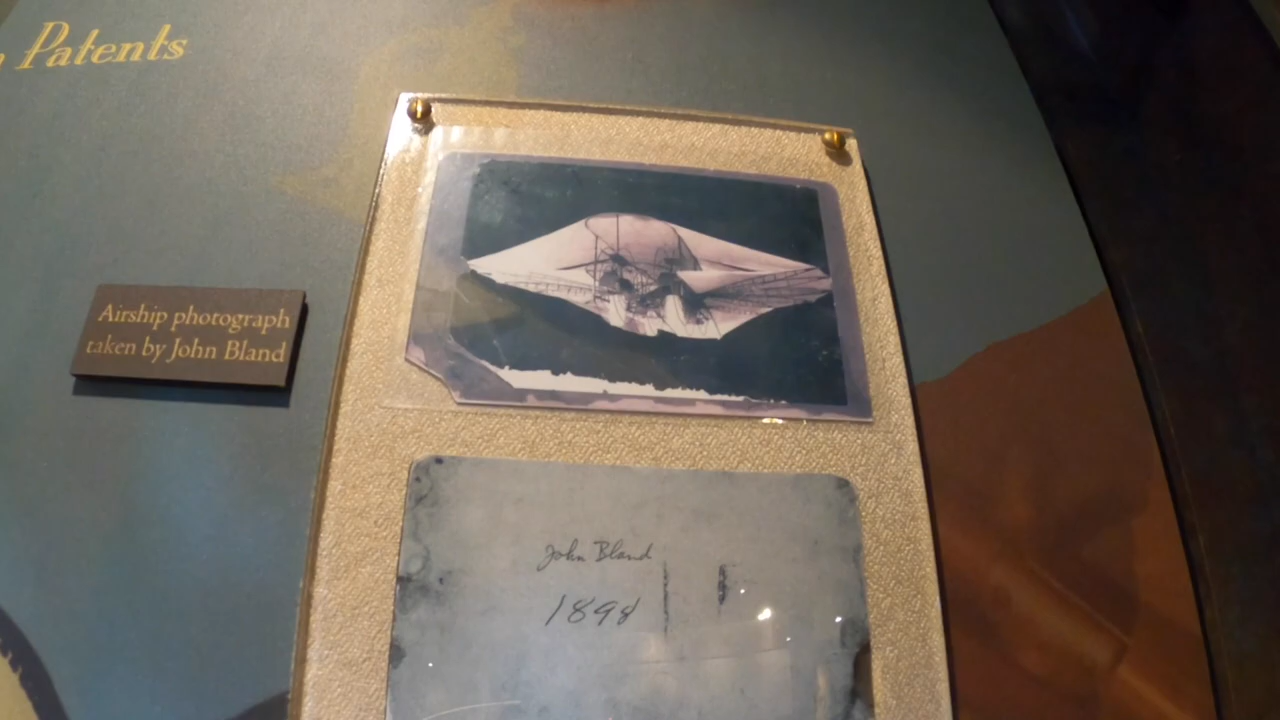 Patents
Airship photograph
taken by John Bland
John Bland
1898